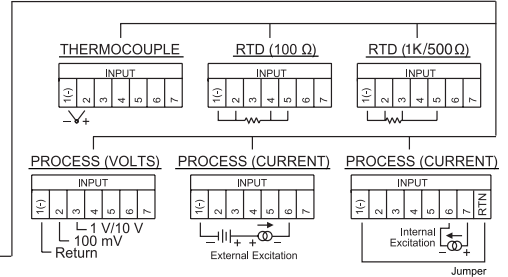 THERMOCOUPLE
INPUT
1(-) 2 3 4 5 6 7
– +
RTD (100 Ω)
INPUT
1(-) 2 3 4 5 6 7
RTD (1K/500 Ω)
INPUT
1(-) 2 3 4 5 6 7
PROCESS (VOLTS)
INPUT
1(-) 2 3 4 5 6 7
1 V/10 V
100 mV
Return
PROCESS (CURRENT)
INPUT
1(-) 2 3 4 5 6 7
– + +
External Excitation
PROCESS (CURRENT)
INPUT
1(-) 2 3 4 5 6 7 RTN
Internal
Excitation
– +
Jumper